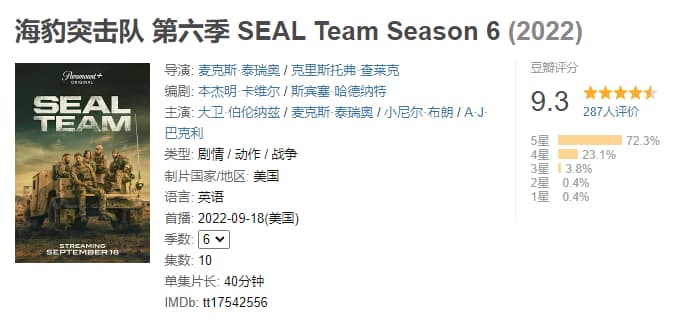 海豹突击队 第六季 SEAL Team Season 6 (2022)
Paramount+
ORIGINAL
SEAL
TEAM
STREAMING
SEPTEMBER 18
导演: 麦克斯·泰瑞奥 / 克里斯托弗·查莱克
编剧: 本杰明·卡维尔 / 斯宾塞·哈德纳特
主演: 大卫·伯伦纳兹 / 麦克斯·泰瑞奥 / 小尼尔·布朗 / A·J·
巴克利
类型: 剧情 / 动作 / 战争
制片国家/地区: 美国
语言: 英语
首播: 2022-09-18(美国)
季数: 6
集数: 10
单集片长: 40分钟
IMDb: tt17542556
豆瓣评分
9.3
287人评价
5星 72.3%
4星 23.1%
3星 3.8%
2星 0.4%
1星 0.4%